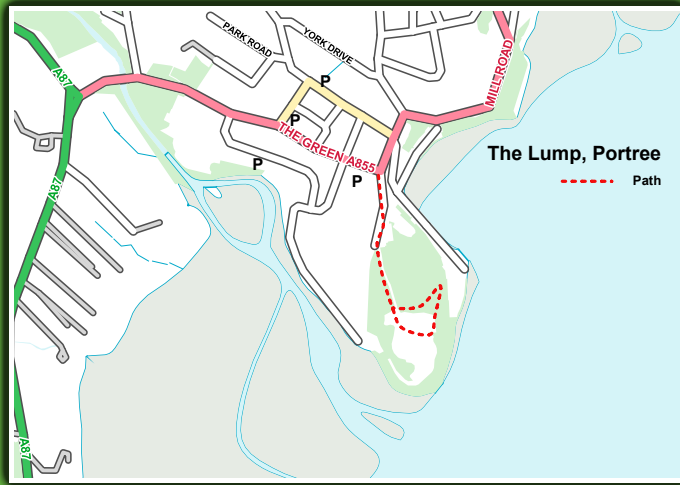 PARK ROAD
YORK DRIVE
A87
P
MILL ROAD
P
THE GREEN A855
P
P
The Lump, Portree
Path
A87
A87